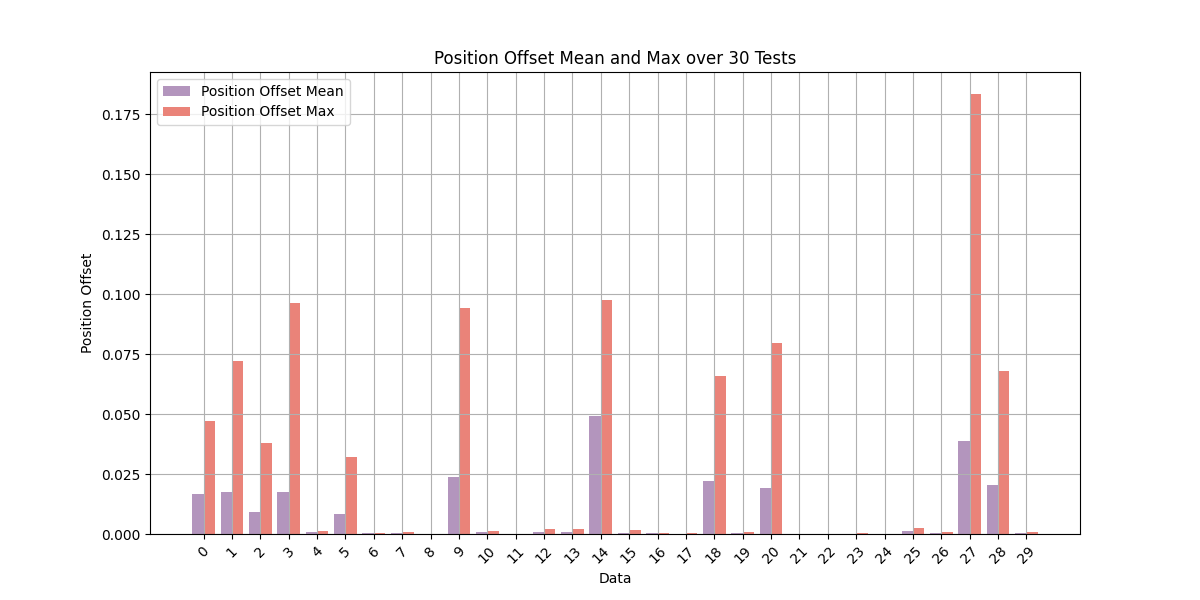 Position Offset Mean and Max over 30 Tests
Position Offset Mean
Position Offset Max
Position Offset
0.175
0.150
0.125
0.100
0.075
0.050
0.025
0.000
0 1 2 3 4 5 6 7 8 9 10 11 12 13 14 15 16 17 18 19 20 21 22 23 24 25 26 27 28 29
Data